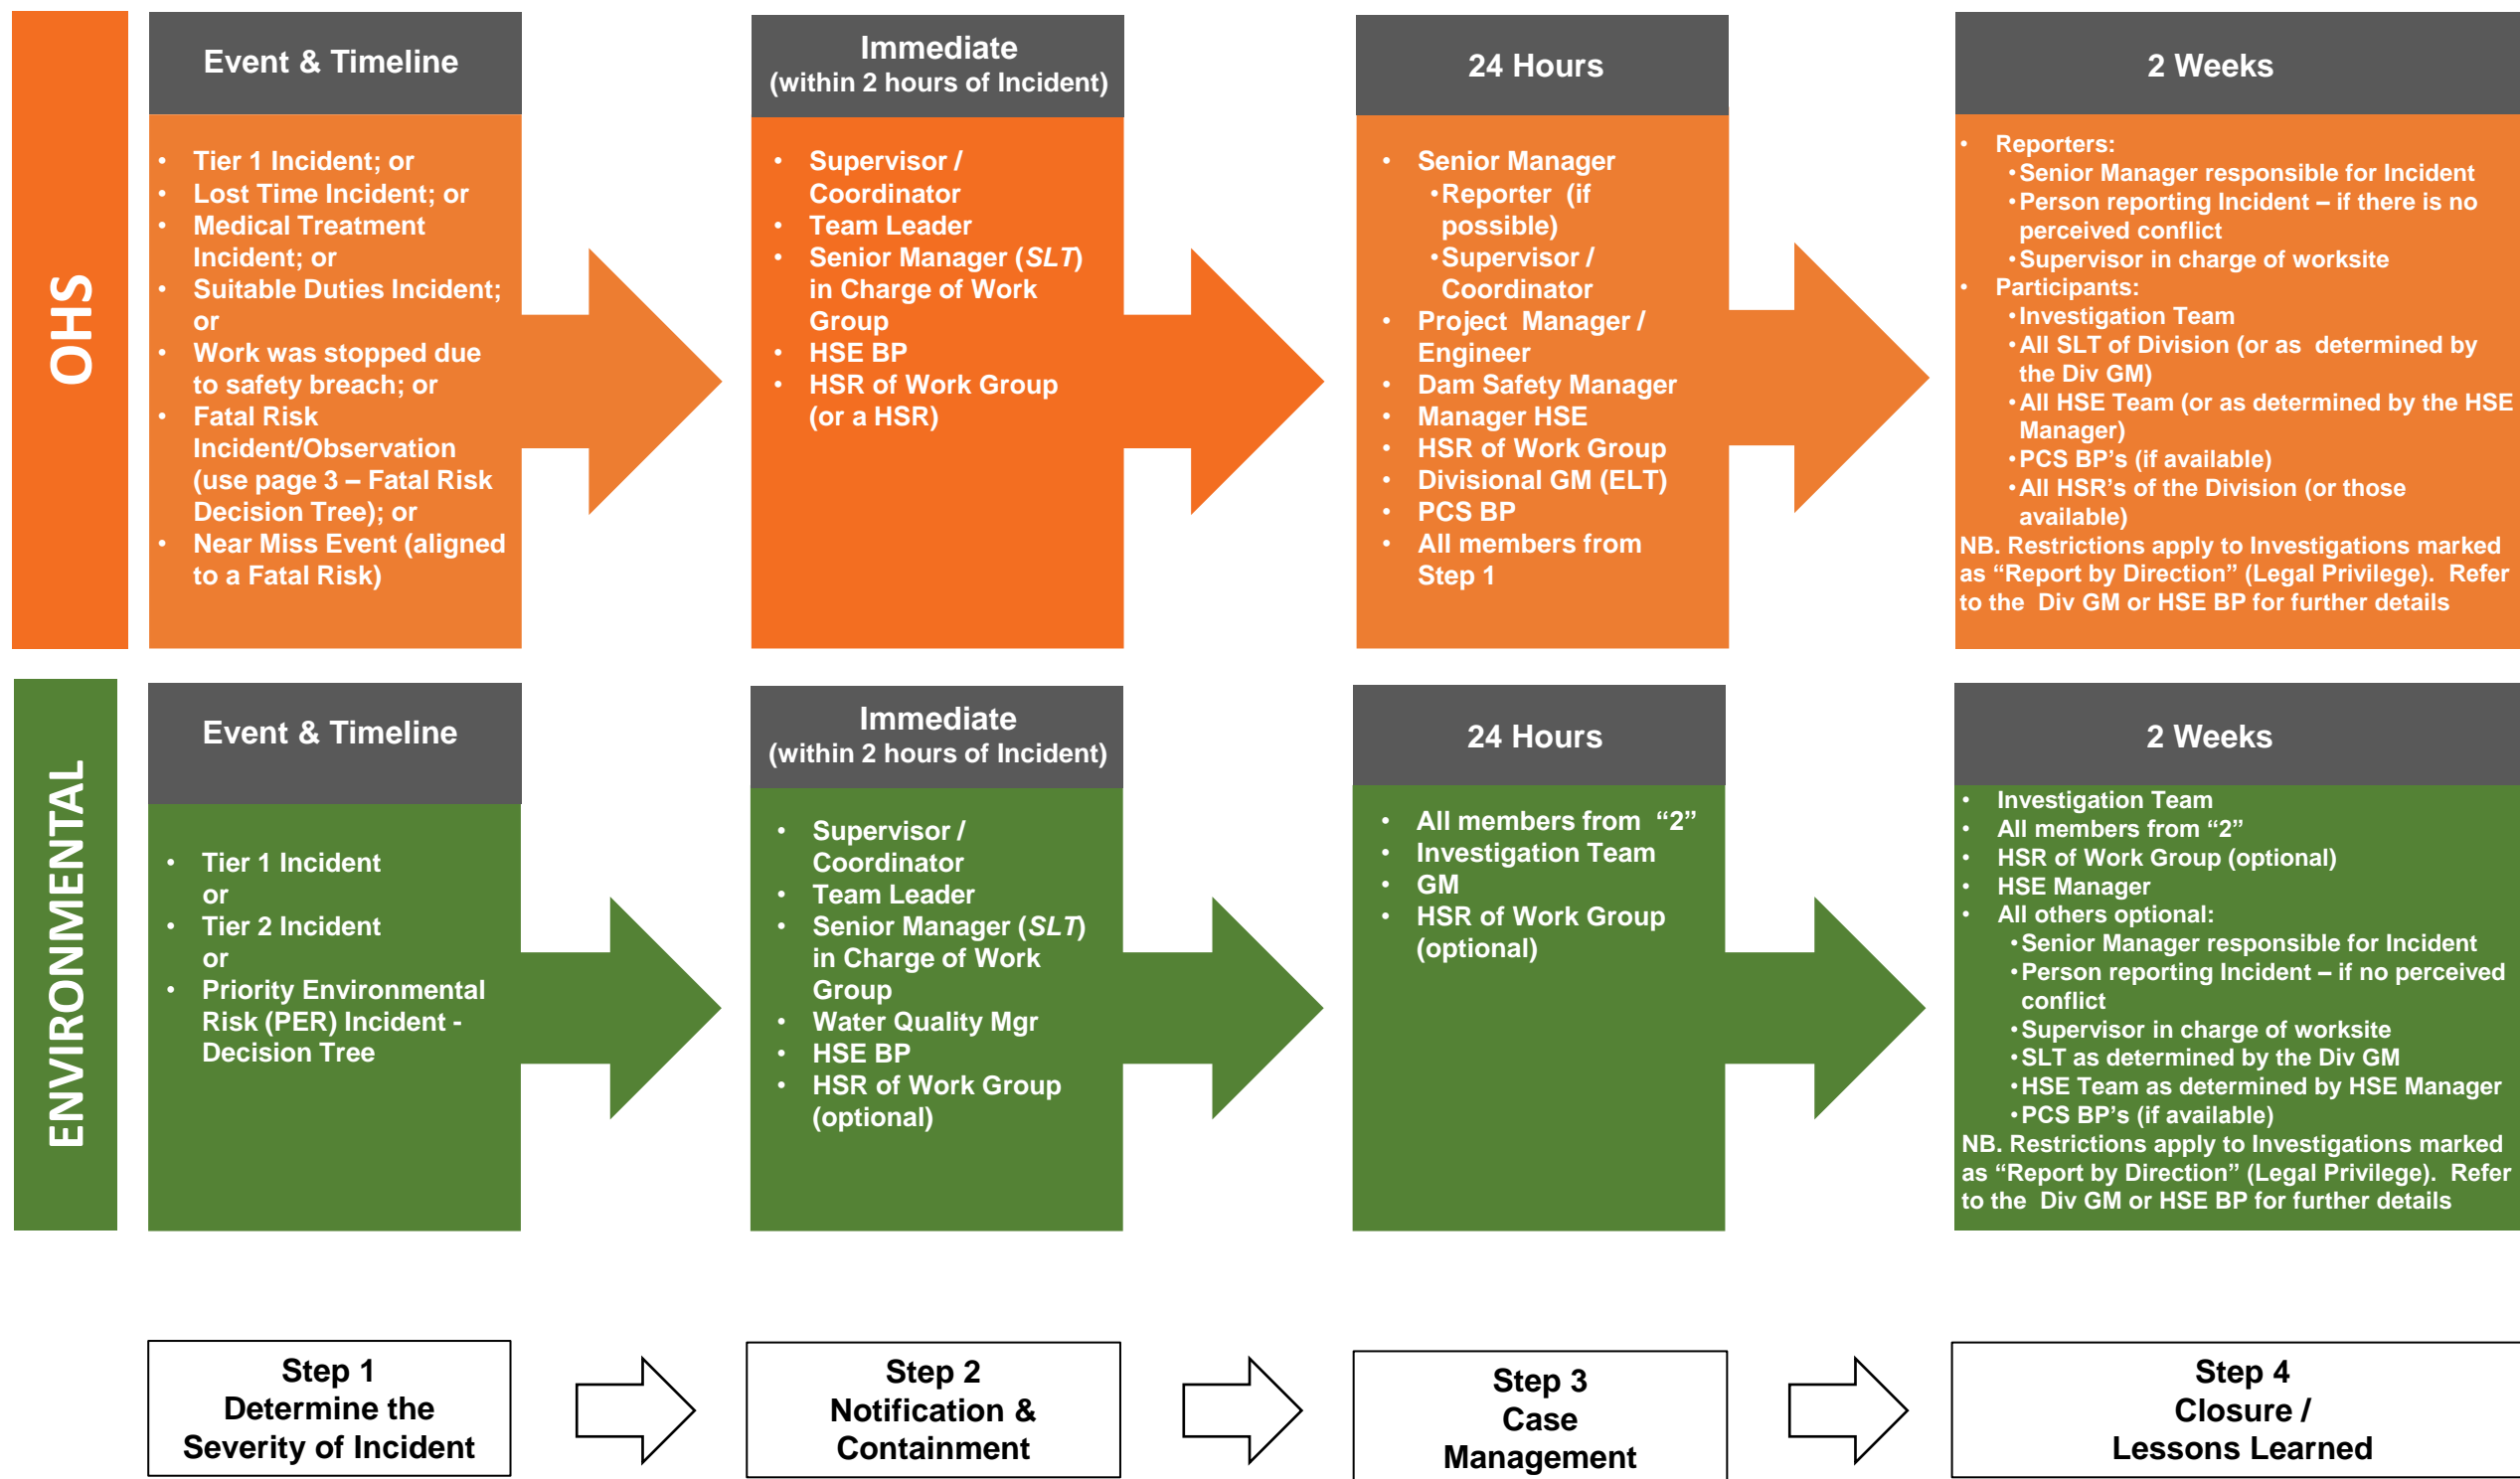 OHS
Event & Timeline
• Tier 1 Incident; or
• Lost Time Incident; or
• Medical Treatment
Incident; or
• Suitable Duties Incident;
or
• Work was stopped due
to safety breach; or
• Fatal Risk
Incident/Observation
(use page 3 – Fatal Risk
Decision Tree); or
• Near Miss Event (aligned
to a Fatal Risk)
Immediate
(within 2 hours of Incident)
• Supervisor /
Coordinator
• Team Leader
• Senior Manager (SLT)
in Charge of Work
Group
• HSE BP
• HSR of Work Group
(or a HSR)
24 Hours
• Senior Manager
• Reporter (if
possible)
• Supervisor /
Coordinator
• Project Manager /
Engineer
• Dam Safety Manager
• Manager HSE
• HSR of Work Group
• Divisional GM (ELT)
• PCS BP
• All members from
Step 1
2 Weeks
• Reporters:
• Senior Manager responsible for Incident
• Person reporting Incident – if there is no
perceived conflict
• Supervisor in charge of worksite
• Participants:
• Investigation Team
• All SLT of Division (or as determined by
the Div GM)
• All HSE Team (or as determined by the HSE
Manager)
• PCS BP's (if available)
• All HSR's of the Division (or those
available)
NB. Restrictions apply to Investigations marked
as “Report by Direction” (Legal Privilege). Refer
to the Div GM or HSE BP for further details
ENVIRONMENTAL
Event & Timeline
• Tier 1 Incident
or
• Tier 2 Incident
or
• Priority Environmental
Risk (PER) Incident -
Decision Tree
Immediate
(within 2 hours of Incident)
• Supervisor /
Coordinator
• Team Leader
• Senior Manager (SLT)
in Charge of Work
Group
• Water Quality Mgr
• HSE BP
• HSR of Work Group
(optional)
24 Hours
• All members from “2”
• Investigation Team
• GM
• HSR of Work Group
(optional)
2 Weeks
• Investigation Team
• All members from “2”
• HSR of Work Group (optional)
• HSE Manager
• All others optional:
• Senior Manager responsible for Incident
• Person reporting Incident – if no perceived
conflict
• Supervisor in charge of worksite
• SLT as determined by the Div GM
• HSE Team as determined by HSE Manager
• PCS BP’s (if available)
NB. Restrictions apply to Investigations marked
as “Report by Direction” (Legal Privilege). Refer
to the Div GM or HSE BP for further details
Step 1
Determine the
Severity of Incident
Step 2
Notification &
Containment
Step 3
Case
Management
Step 4
Closure /
Lessons Learned